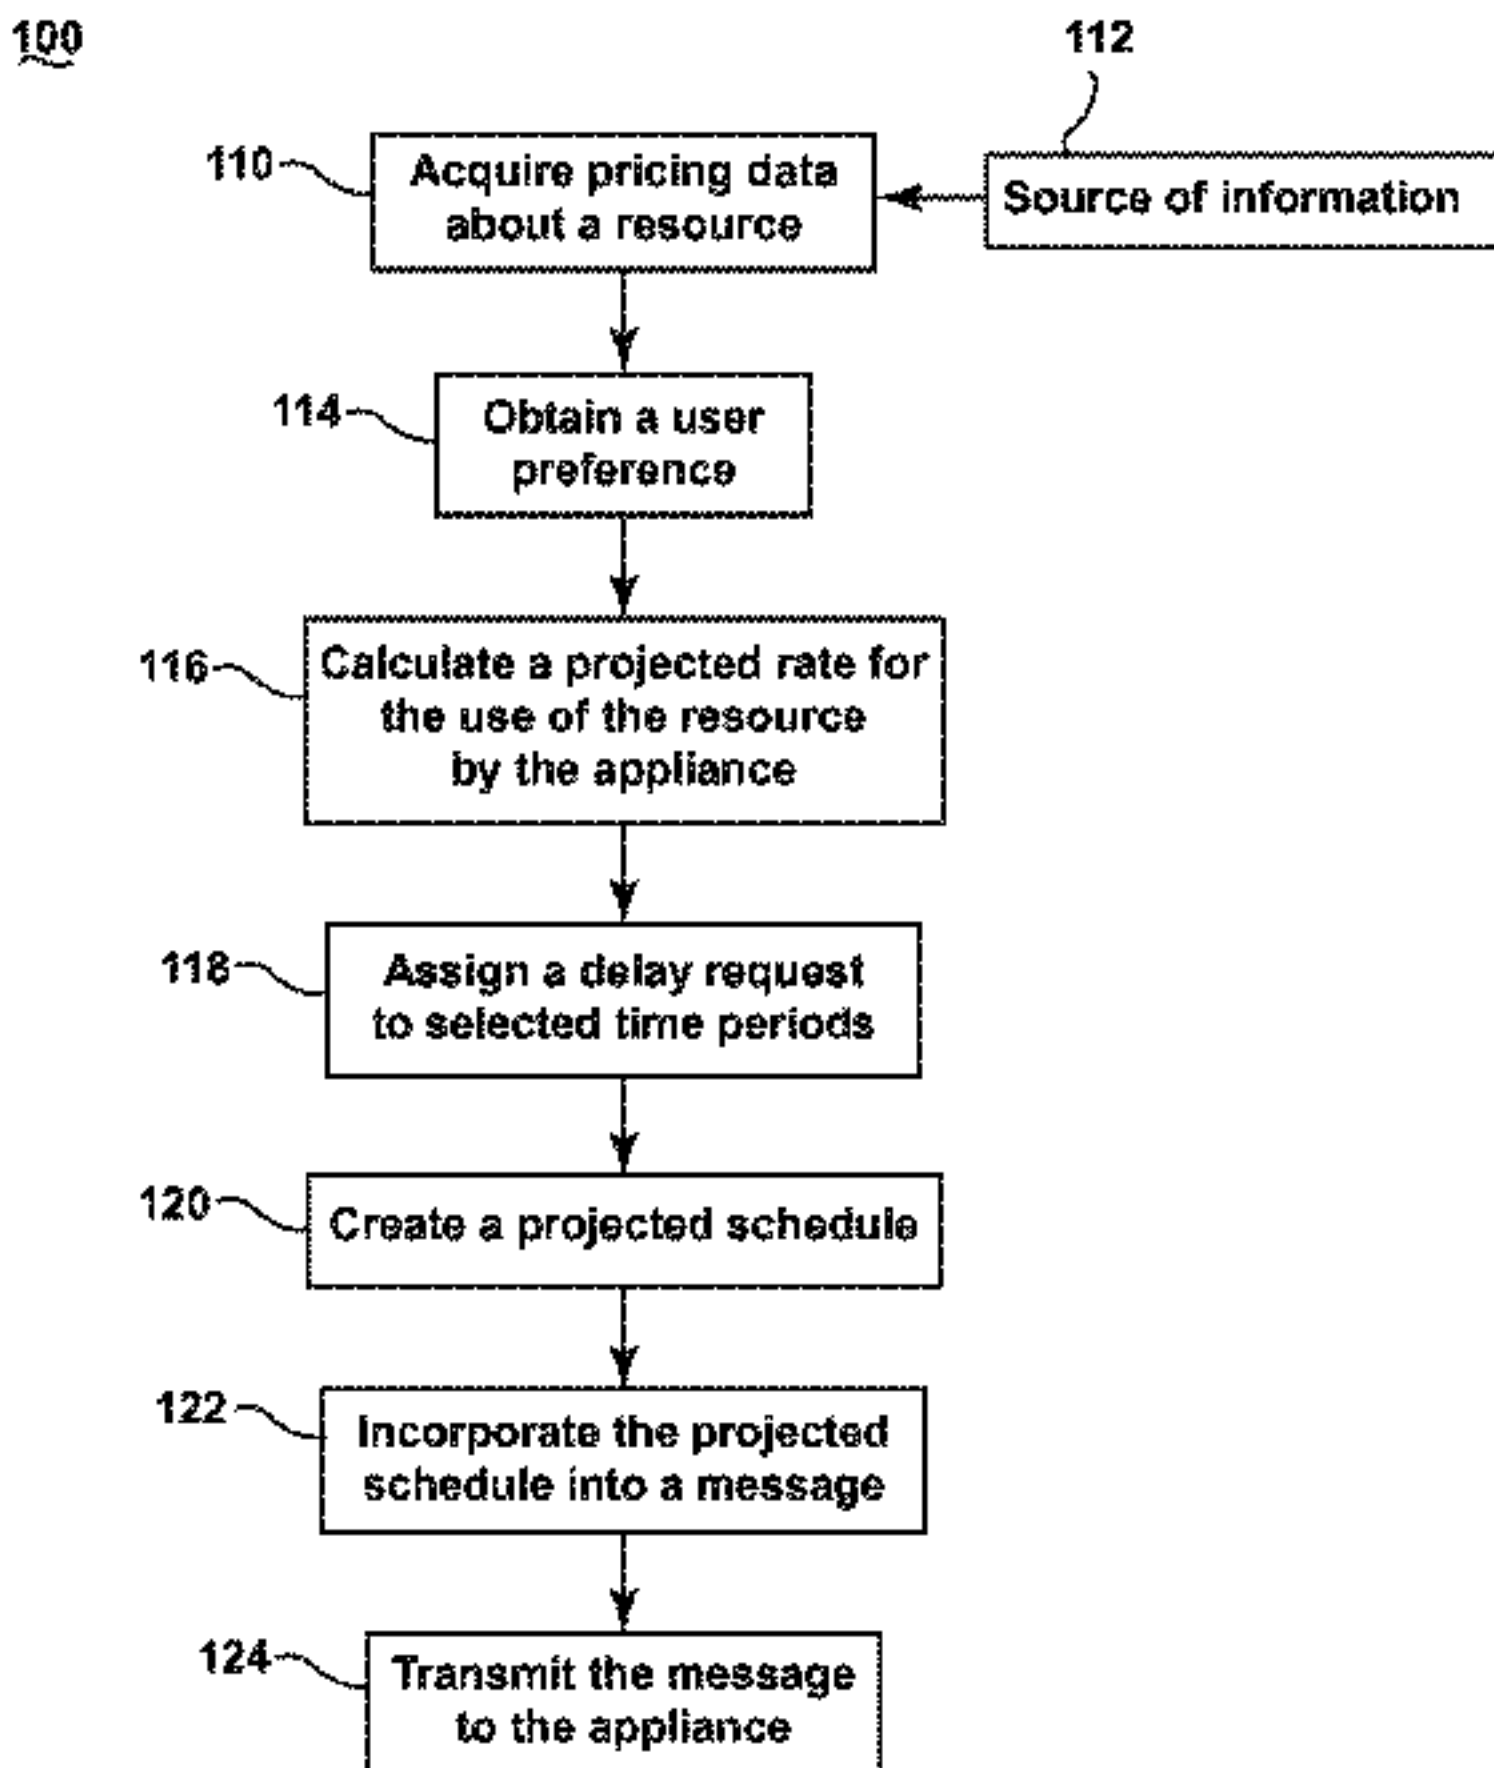 100
112
110
Acquire pricing data
about a resource
Source of information
114
Obtain a user
preference
116
Calculate a projected rate for
the use of the resource
by the appliance
118
Assign a delay request
to selected time periods
120
Create a projected schedule
122
Incorporate the projected
schedule into a message
124
Transmit the message
to the appliance